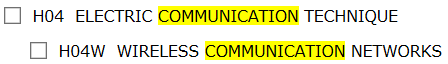 H04 ELECTRIC COMMUNICATION TECHNIQUE
H04W WIRELESS COMMUNICATION NETWORKS